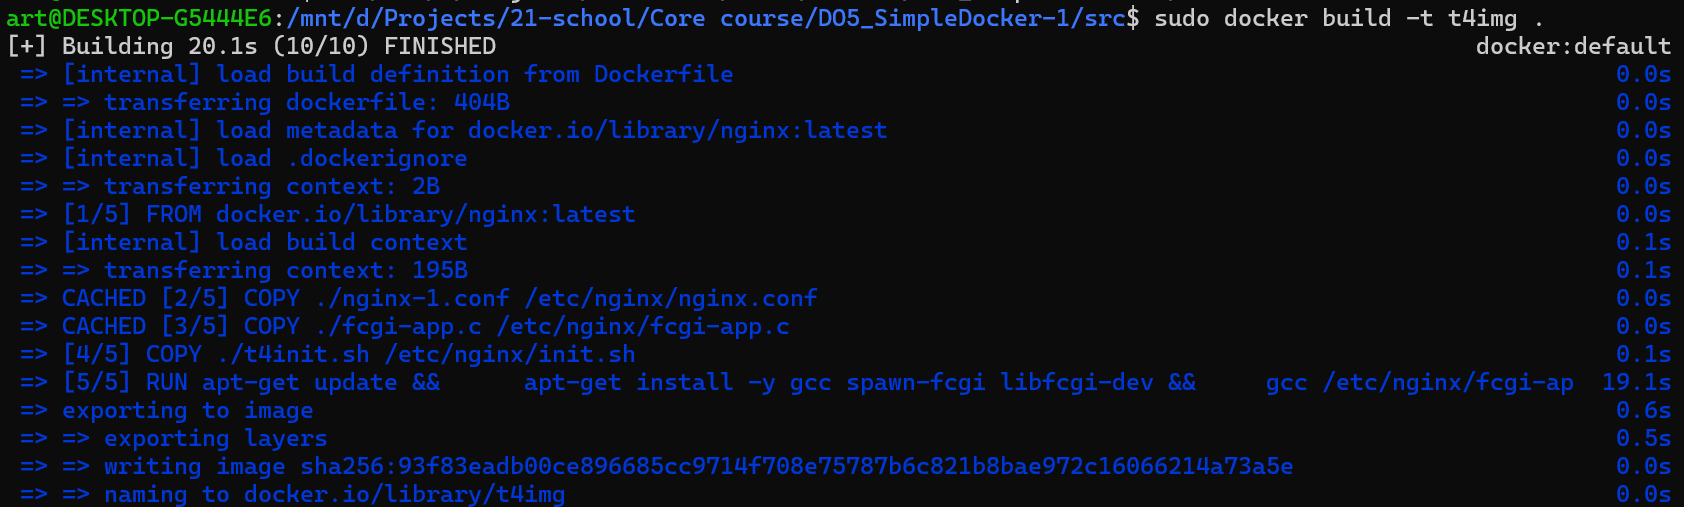 art@DESKTOP-G5444E6:/mnt/d/Projects/21-school/Core course/DO5_SimpleDocker-1/src$ sudo docker build -t t4img .
[+] Building 20.1s (10/10) FINISHED docker:default
=> [internal] load build definition from Dockerfile 0.0s
=> => transferring dockerfile: 404B 0.0s
=> [internal] load metadata for docker.io/library/nginx:latest 0.0s
=> [internal] load .dockerignore 0.0s
=> => transferring context: 2B 0.0s
=> [1/5] FROM docker.io/library/nginx:latest 0.0s
=> [internal] load build context 0.1s
=> => transferring context: 195B 0.1s
=> CACHED [2/5] COPY ./nginx-1.conf /etc/nginx/nginx.conf 0.0s
=> CACHED [3/5] COPY ./fcgi-app.c /etc/nginx/fcgi-app.c 0.0s
=> [4/5] COPY ./t4init.sh /etc/nginx/init.sh 0.1s
=> [5/5] RUN apt-get update &&      apt-get install -y gcc spawn-fcgi libfcgi-dev &&     gcc /etc/nginx/fcgi-ap 19.1s
=> exporting to image 0.6s
=> => exporting layers 0.5s
=> => writing image sha256:93f83eadb00ce896685cc9714f708e75787b6c821b8bae972c16066214a73a5e 0.0s
=> => naming to docker.io/library/t4img 0.0s